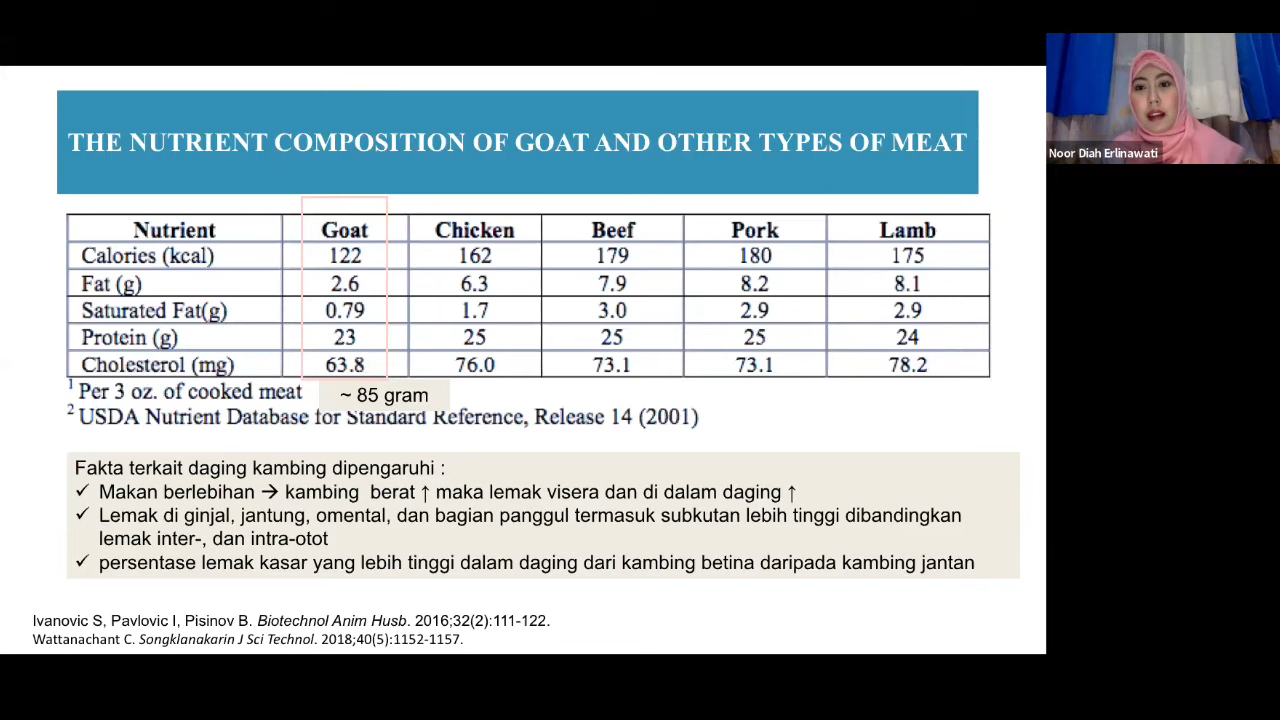 THE NUTRIENT COMPOSITION OF GOAT AND OTHER TYPES OF MEAT
Noor Diah Erlinawati
Nutrient Goat Chicken Beef Pork Lamb
Calories (kcal) 122 162 179 180 175
Fat (g) 2.6 6.3 7.9 8.2 8.1
Saturated Fat(g) 0.79 1.7 3.0 2.9 2.9
Protein (g) 23 25 25 25 24
Cholesterol (mg) 63.8 76.0 73.1 73.1 78.2
1 Per 3 oz. of cooked meat ~ 85 gram
2 USDA Nutrient Database for Standard Reference, Release 14 (2001)
Fakta terkait daging kambing dipengaruhi :
✓ Makan berlebihan → kambing berat ↑ maka lemak visera dan di dalam daging ↑
✓ Lemak di ginjal, jantung, omental, dan bagian panggul termasuk subkutan lebih tinggi dibandingkan
lemak inter-, dan intra-otot
✓ persentase lemak kasar yang lebih tinggi dalam daging dari kambing betina daripada kambing jantan
Ivanovic S, Pavlovic I, Pisinov B. Biotechnol Anim Husb. 2016;32(2):111-122.
Wattanachant C. Songklanakarin J Sci Technol. 2018;40(5):1152-1157.